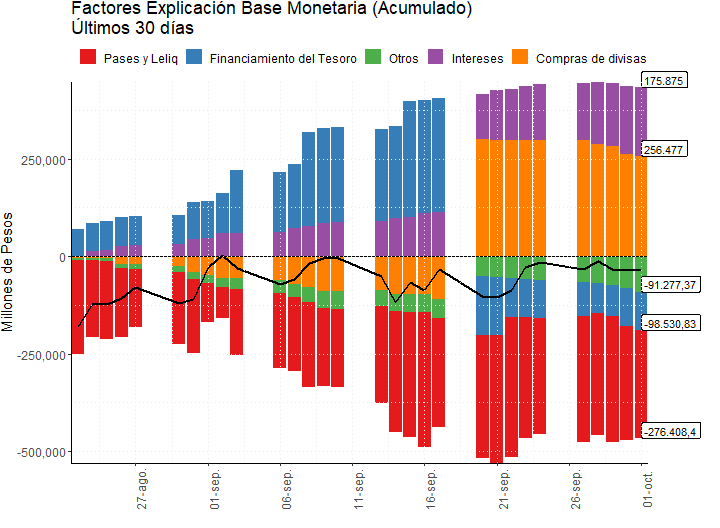 Factores Explicación Base Monetaria (Acumulado)
Últimos 30 días
Pases y Leliq
Financiamiento del Tesoro
Otros
Intereses
Compras de divisas
Millones de Pesos
250,000
0
-250,000
-500,000
175.875
256.477
-91.277,37
-98.530,83
-276.408,4
27-ago.
01-sep.
06-sep.
11-sep.
16-sep.
21-sep.
26-sep.
01-oct.